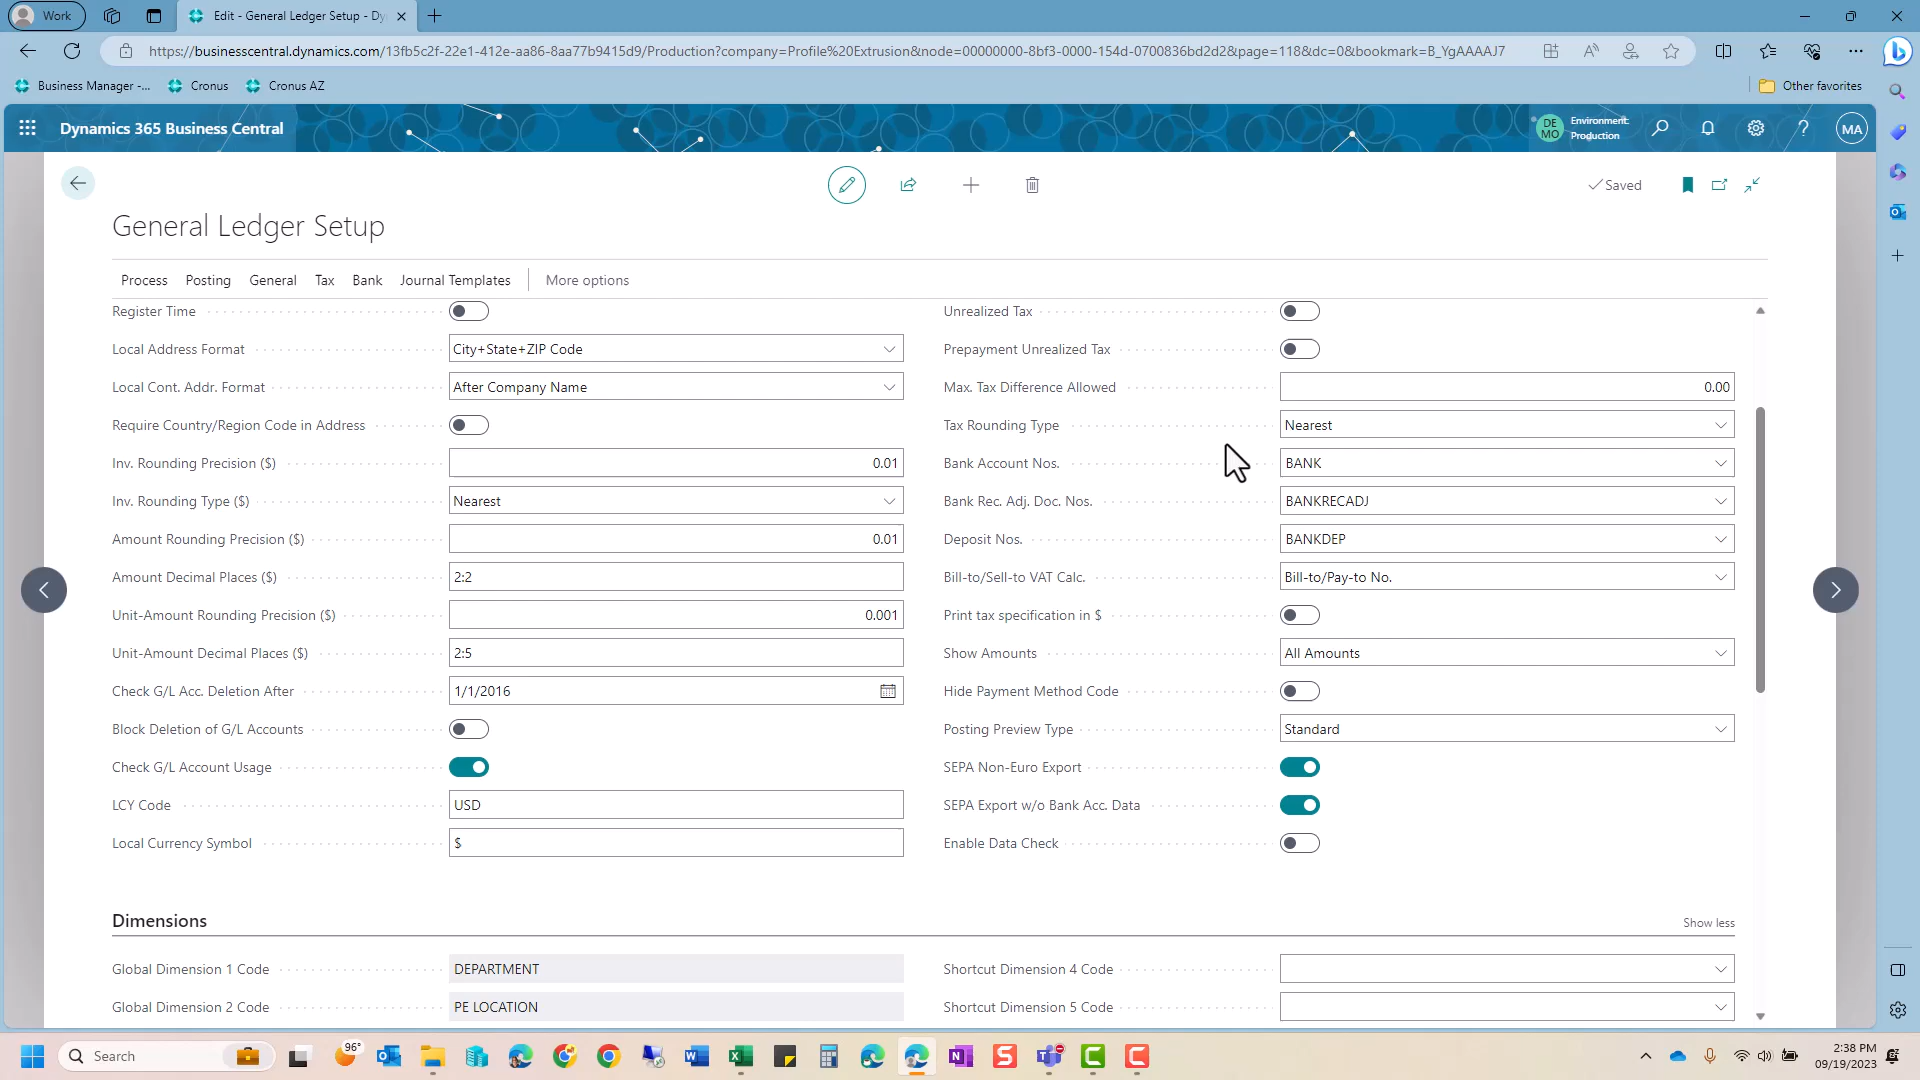 Work
Edit - General Ledger Setup - Dy
https://businesscentral.dynamics.com/13fb5c2f-22e1-412e-aa86-8aa77b9415d9/Production?company=Profile%20Extrusion&node=00000000-8bf3-0000-154d-0700836bd2d2&page=118&dc=0&bookmark=B_YgAAAAJ7
Business Manager -...
Cronus
Cronus AZ
Other favorites
Dynamics 365 Business Central
DE MO
Environment: Production
MA
Saved
General Ledger Setup
Process Posting General Tax Bank Journal Templates More options
Register Time
Local Address Format City+State+ZIP Code
Local Cont. Addr. Format After Company Name
Require Country/Region Code in Address
Inv. Rounding Precision ($) 0.01
Inv. Rounding Type ($) Nearest
Amount Rounding Precision ($) 0.01
Amount Decimal Places ($) 2:2
Unit-Amount Rounding Precision ($) 0.001
Unit-Amount Decimal Places ($) 2:5
Check G/L Acc. Deletion After 1/1/2016
Block Deletion of G/L Accounts
Check G/L Account Usage
LCY Code USD
Local Currency Symbol $
Unrealized Tax
Prepayment Unrealized Tax
Max. Tax Difference Allowed 0.00
Tax Rounding Type Nearest
Bank Account Nos. BANK
Bank Rec. Adj. Doc. Nos. BANKRECADJ
Deposit Nos. BANKDEP
Bill-to/Sell-to VAT Calc. Bill-to/Pay-to No.
Print tax specification in $
Show Amounts All Amounts
Hide Payment Method Code
Posting Preview Type Standard
SEPA Non-Euro Export
SEPA Export w/o Bank Acc. Data
Enable Data Check
Dimensions
Show less
Global Dimension 1 Code DEPARTMENT
Global Dimension 2 Code PE LOCATION
Shortcut Dimension 4 Code
Shortcut Dimension 5 Code
Search
96°
2:38 PM
09/19/2023